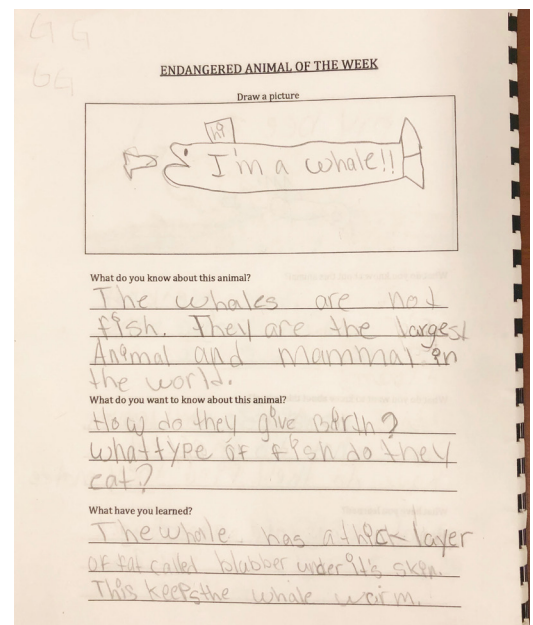 G G
GG
ENDANGERED ANIMAL OF THE WEEK
Draw a picture
hi
I'm a whale!!
What do you know about this animal?
The whales are not
fish. They are the largest
Animal and mammal in
the world.
What do you want to know about this animal?
How do they give Birth?
what type of fish do they
eat?
What have you learned?
The whale has a thick layer
of fat called blubber under it's skin.
This keeps the whale warm.